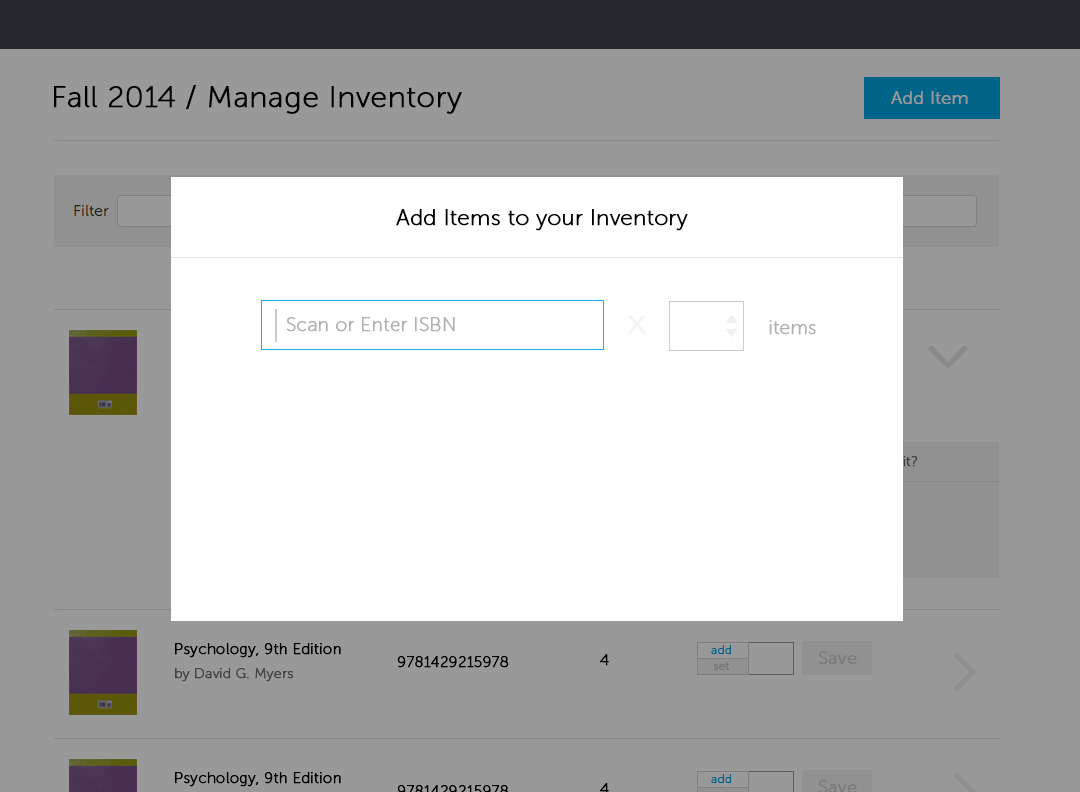 Fall 2014 / Manage Inventory
Add Item
Filter
Add Items to your Inventory
Scan or Enter ISBN
X
items
it?
Psychology, 9th Edition
by David G. Myers
9781429215978
4
add
set
Save
Psychology, 9th Edition
9781429215978
4
add
Save